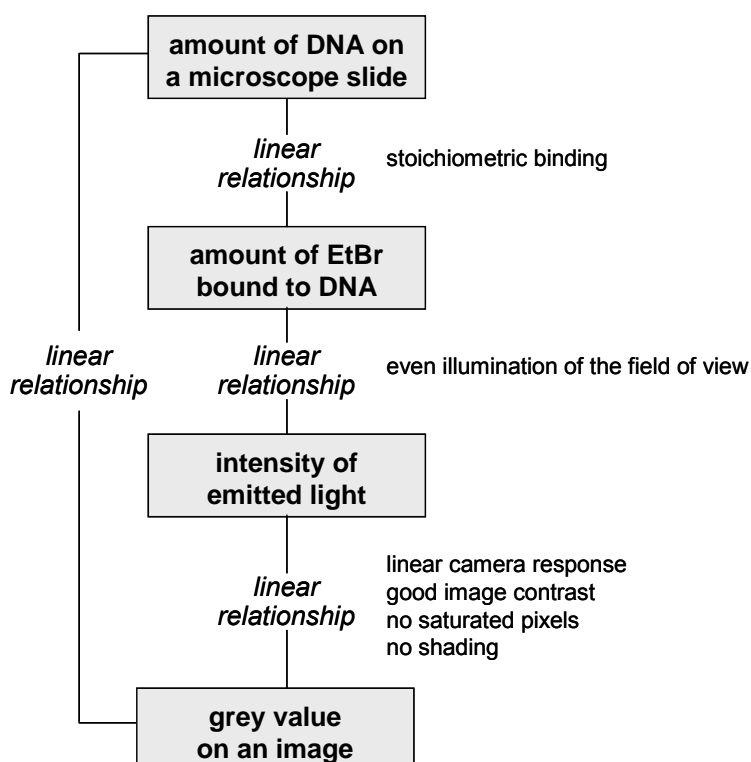 amount of DNA on
a microscope slide
linear
relationship
stoichiometric binding
amount of EtBr
bound to DNA
linear
relationship
linear
relationship
even illumination of the field of view
intensity of
emitted light
linear
relationship
linear camera response
good image contrast
no saturated pixels
no shading
grey value
on an image